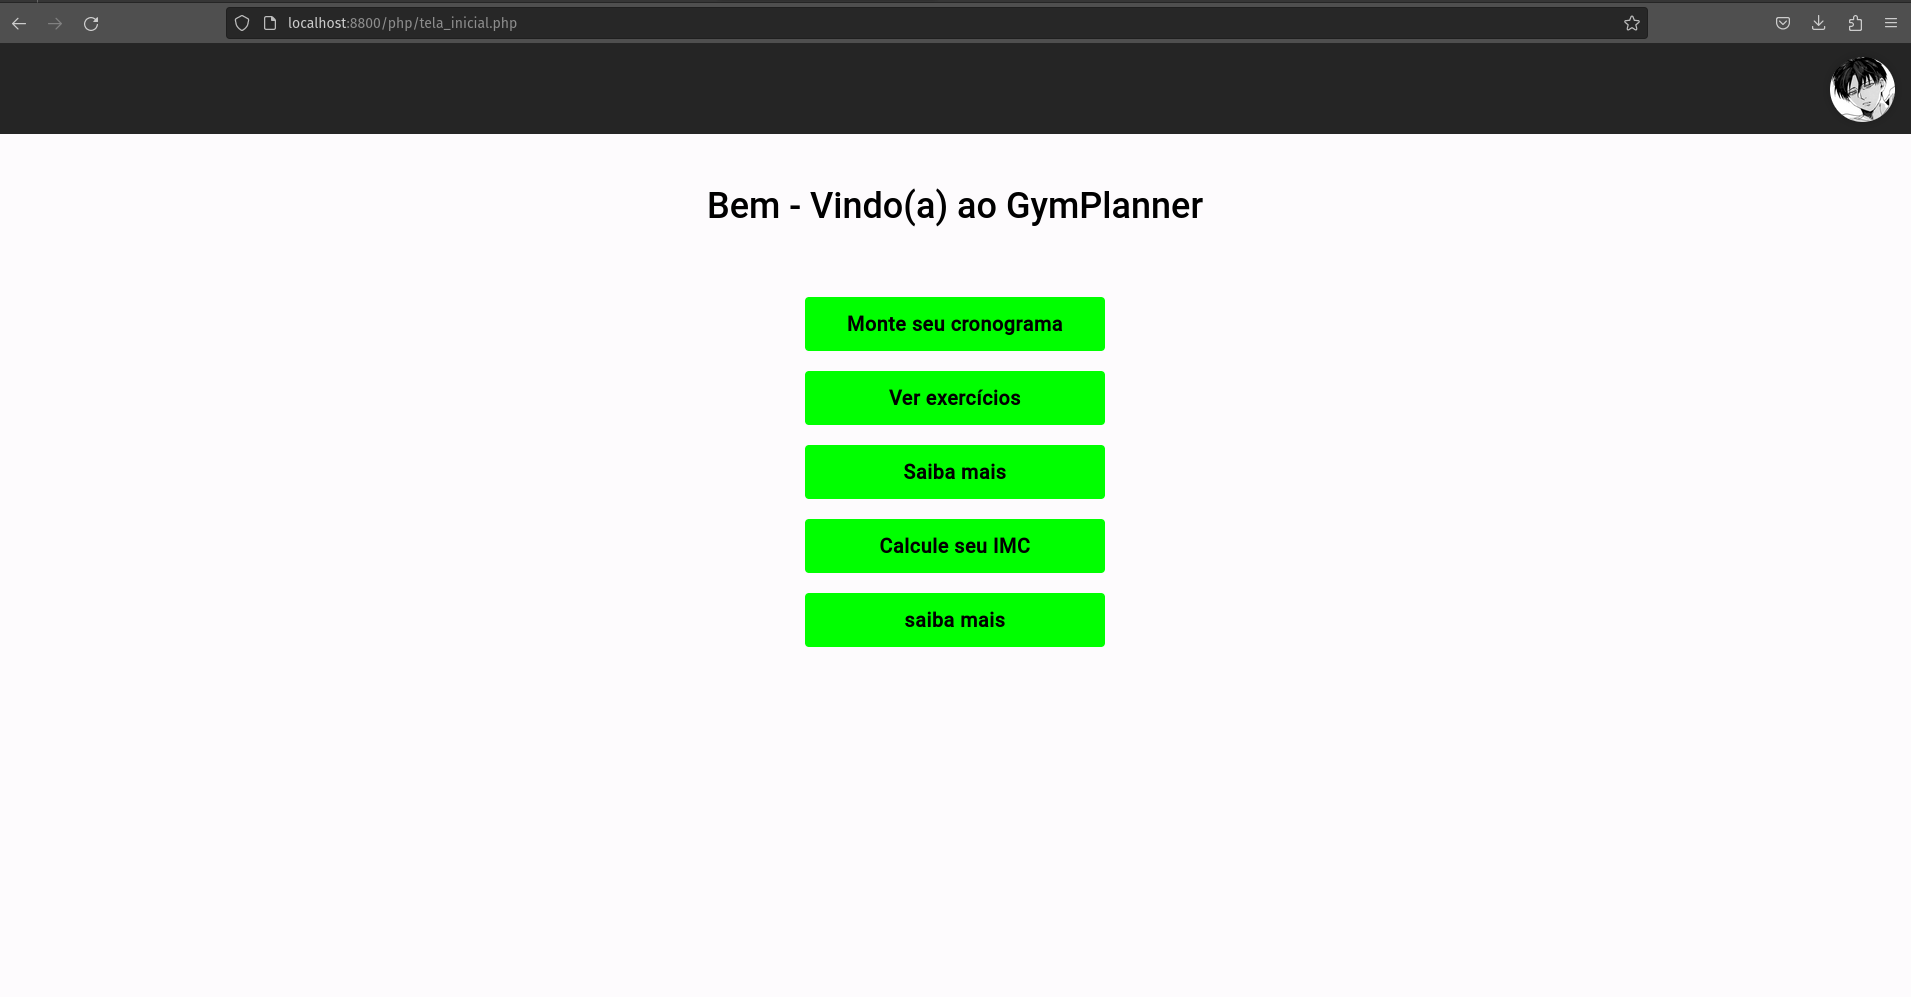 localhost:8800/php/tela_inicial.php
Bem - Vindo(a) ao GymPlanner
Monte seu cronograma
Ver exercícios
Saiba mais
Calcule seu IMC
saiba mais